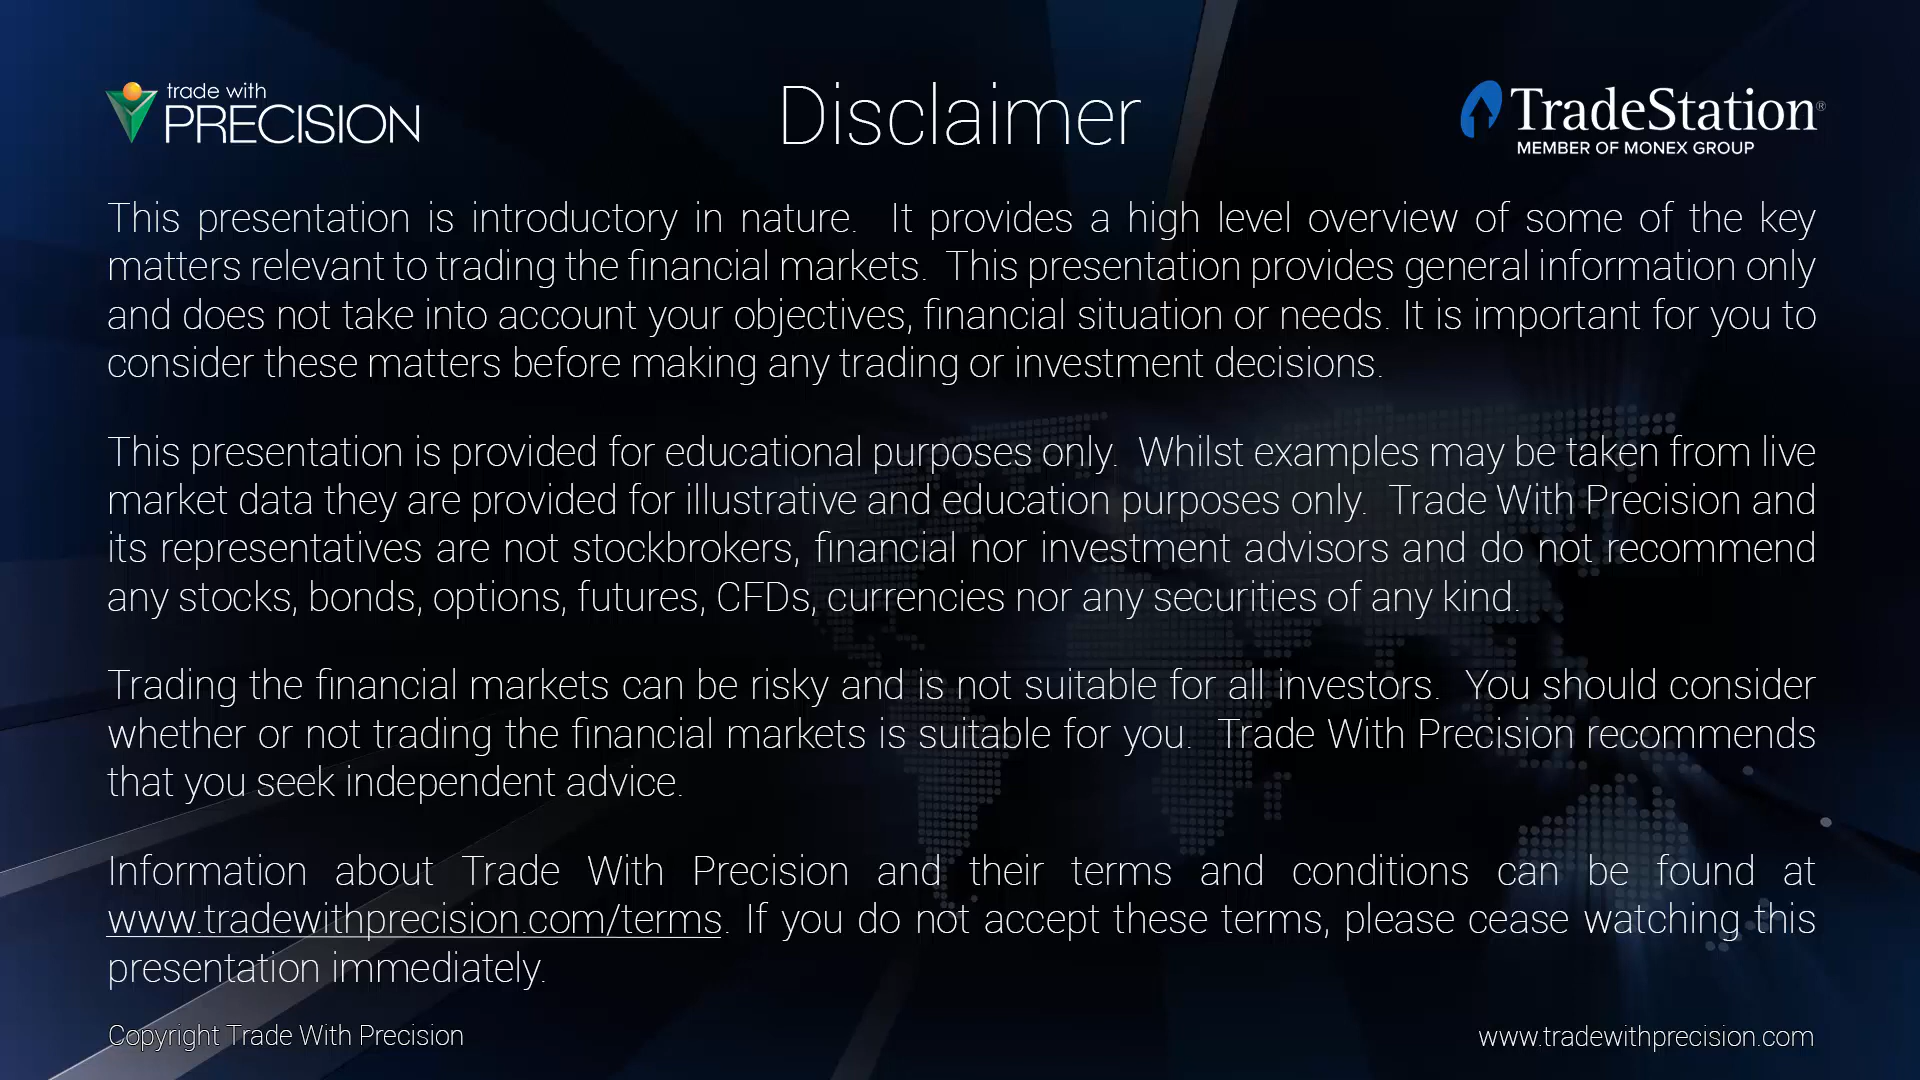 trade with
PRECISION
Disclaimer
TradeStation®
MEMBER OF MONEX GROUP
This presentation is introductory in nature.  It provides a high level overview of some of the key
matters relevant to trading the financial markets.  This presentation provides general information only
and does not take into account your objectives, financial situation or needs. It is important for you to
consider these matters before making any trading or investment decisions.
This presentation is provided for educational purposes only.  Whilst examples may be taken from live
market data they are provided for illustrative and education purposes only.  Trade With Precision and
its representatives are not stockbrokers, financial nor investment advisors and do not recommend
any stocks, bonds, options, futures, CFDs, currencies nor any securities of any kind.
Trading the financial markets can be risky and is not suitable for all investors.  You should consider
whether or not trading the financial markets is suitable for you.  Trade With Precision recommends
that you seek independent advice.
Information about Trade With Precision and their terms and conditions can be found at
www.tradewithprecision.com/terms. If you do not accept these terms, please cease watching this
presentation immediately.
Copyright Trade With Precision
www.tradewithprecision.com